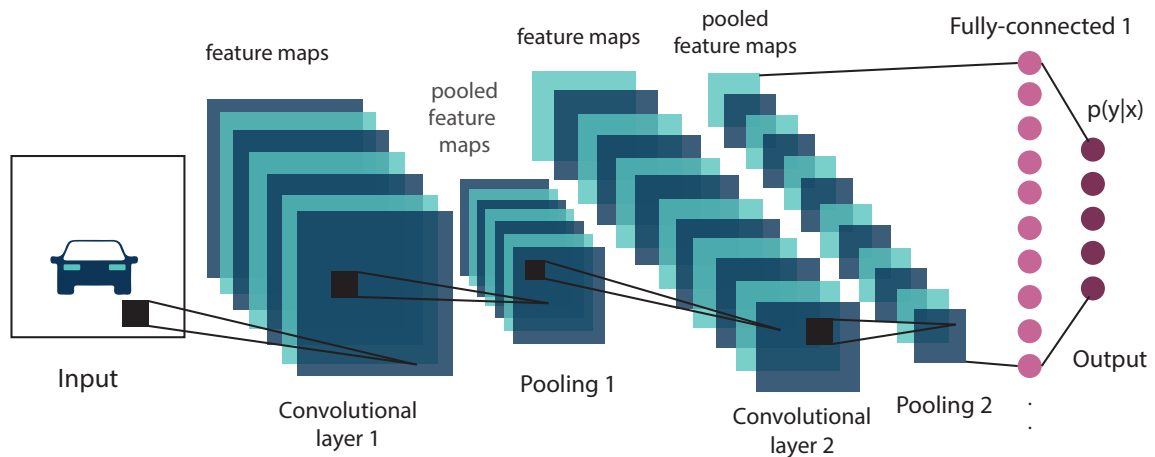 feature maps
pooled
feature
maps
feature maps
pooled
feature maps
Fully-connected 1
p(y|x)
Input
Convolutional
layer 1
Pooling 1
Convolutional
layer 2
Pooling 2
Output
.
.